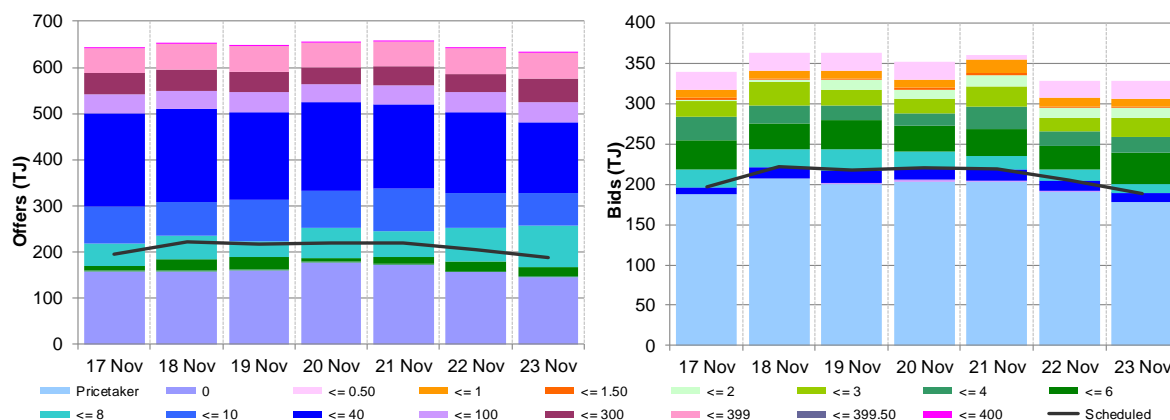 Offers (TJ)
700
600
500
400
300
200
100
0
17 Nov 18 Nov 19 Nov 20 Nov 21 Nov 22 Nov 23 Nov
Bids (TJ)
400
350
300
250
200
150
100
50
0
17 Nov 18 Nov 19 Nov 20 Nov 21 Nov 22 Nov 23 Nov
Pricetaker 0 <= 0.50 <= 1 <= 1.50 <= 2 <= 3 <= 4 <= 6
<= 8 <= 10 <= 40 <= 100 <= 300 <= 399 <= 399.50 <= 400 Scheduled